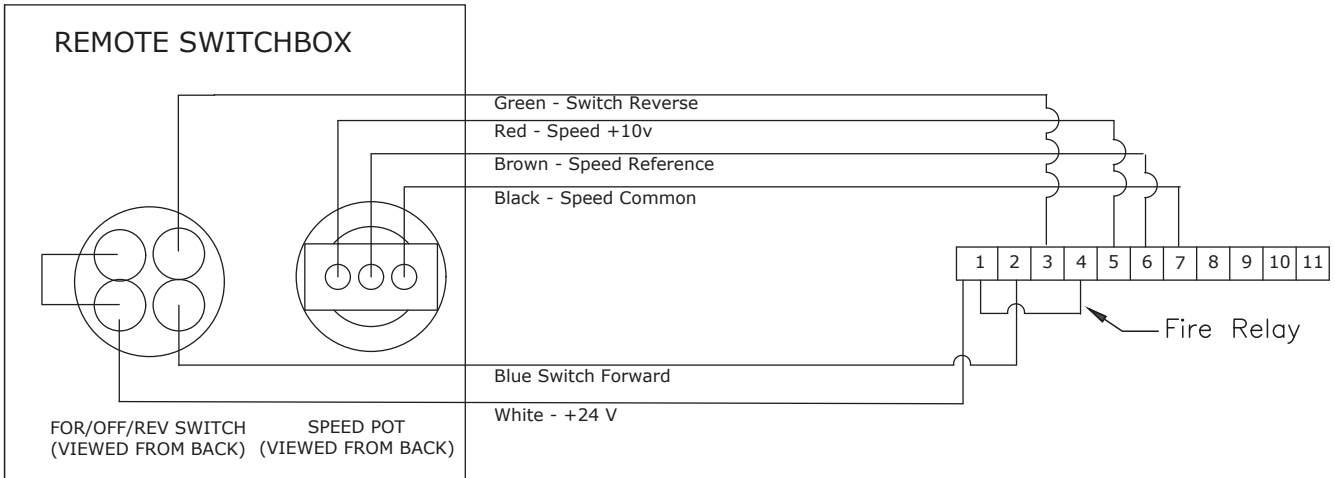 REMOTE SWITCHBOX
Green - Switch Reverse
Red - Speed +10v
Brown - Speed Reference
Black - Speed Common
1 2 3 4 5 6 7 8 9 10 11
Fire Relay
Blue Switch Forward
White - +24 V
FOR/OFF/REV SWITCH
(VIEWED FROM BACK)
SPEED POT
(VIEWED FROM BACK)